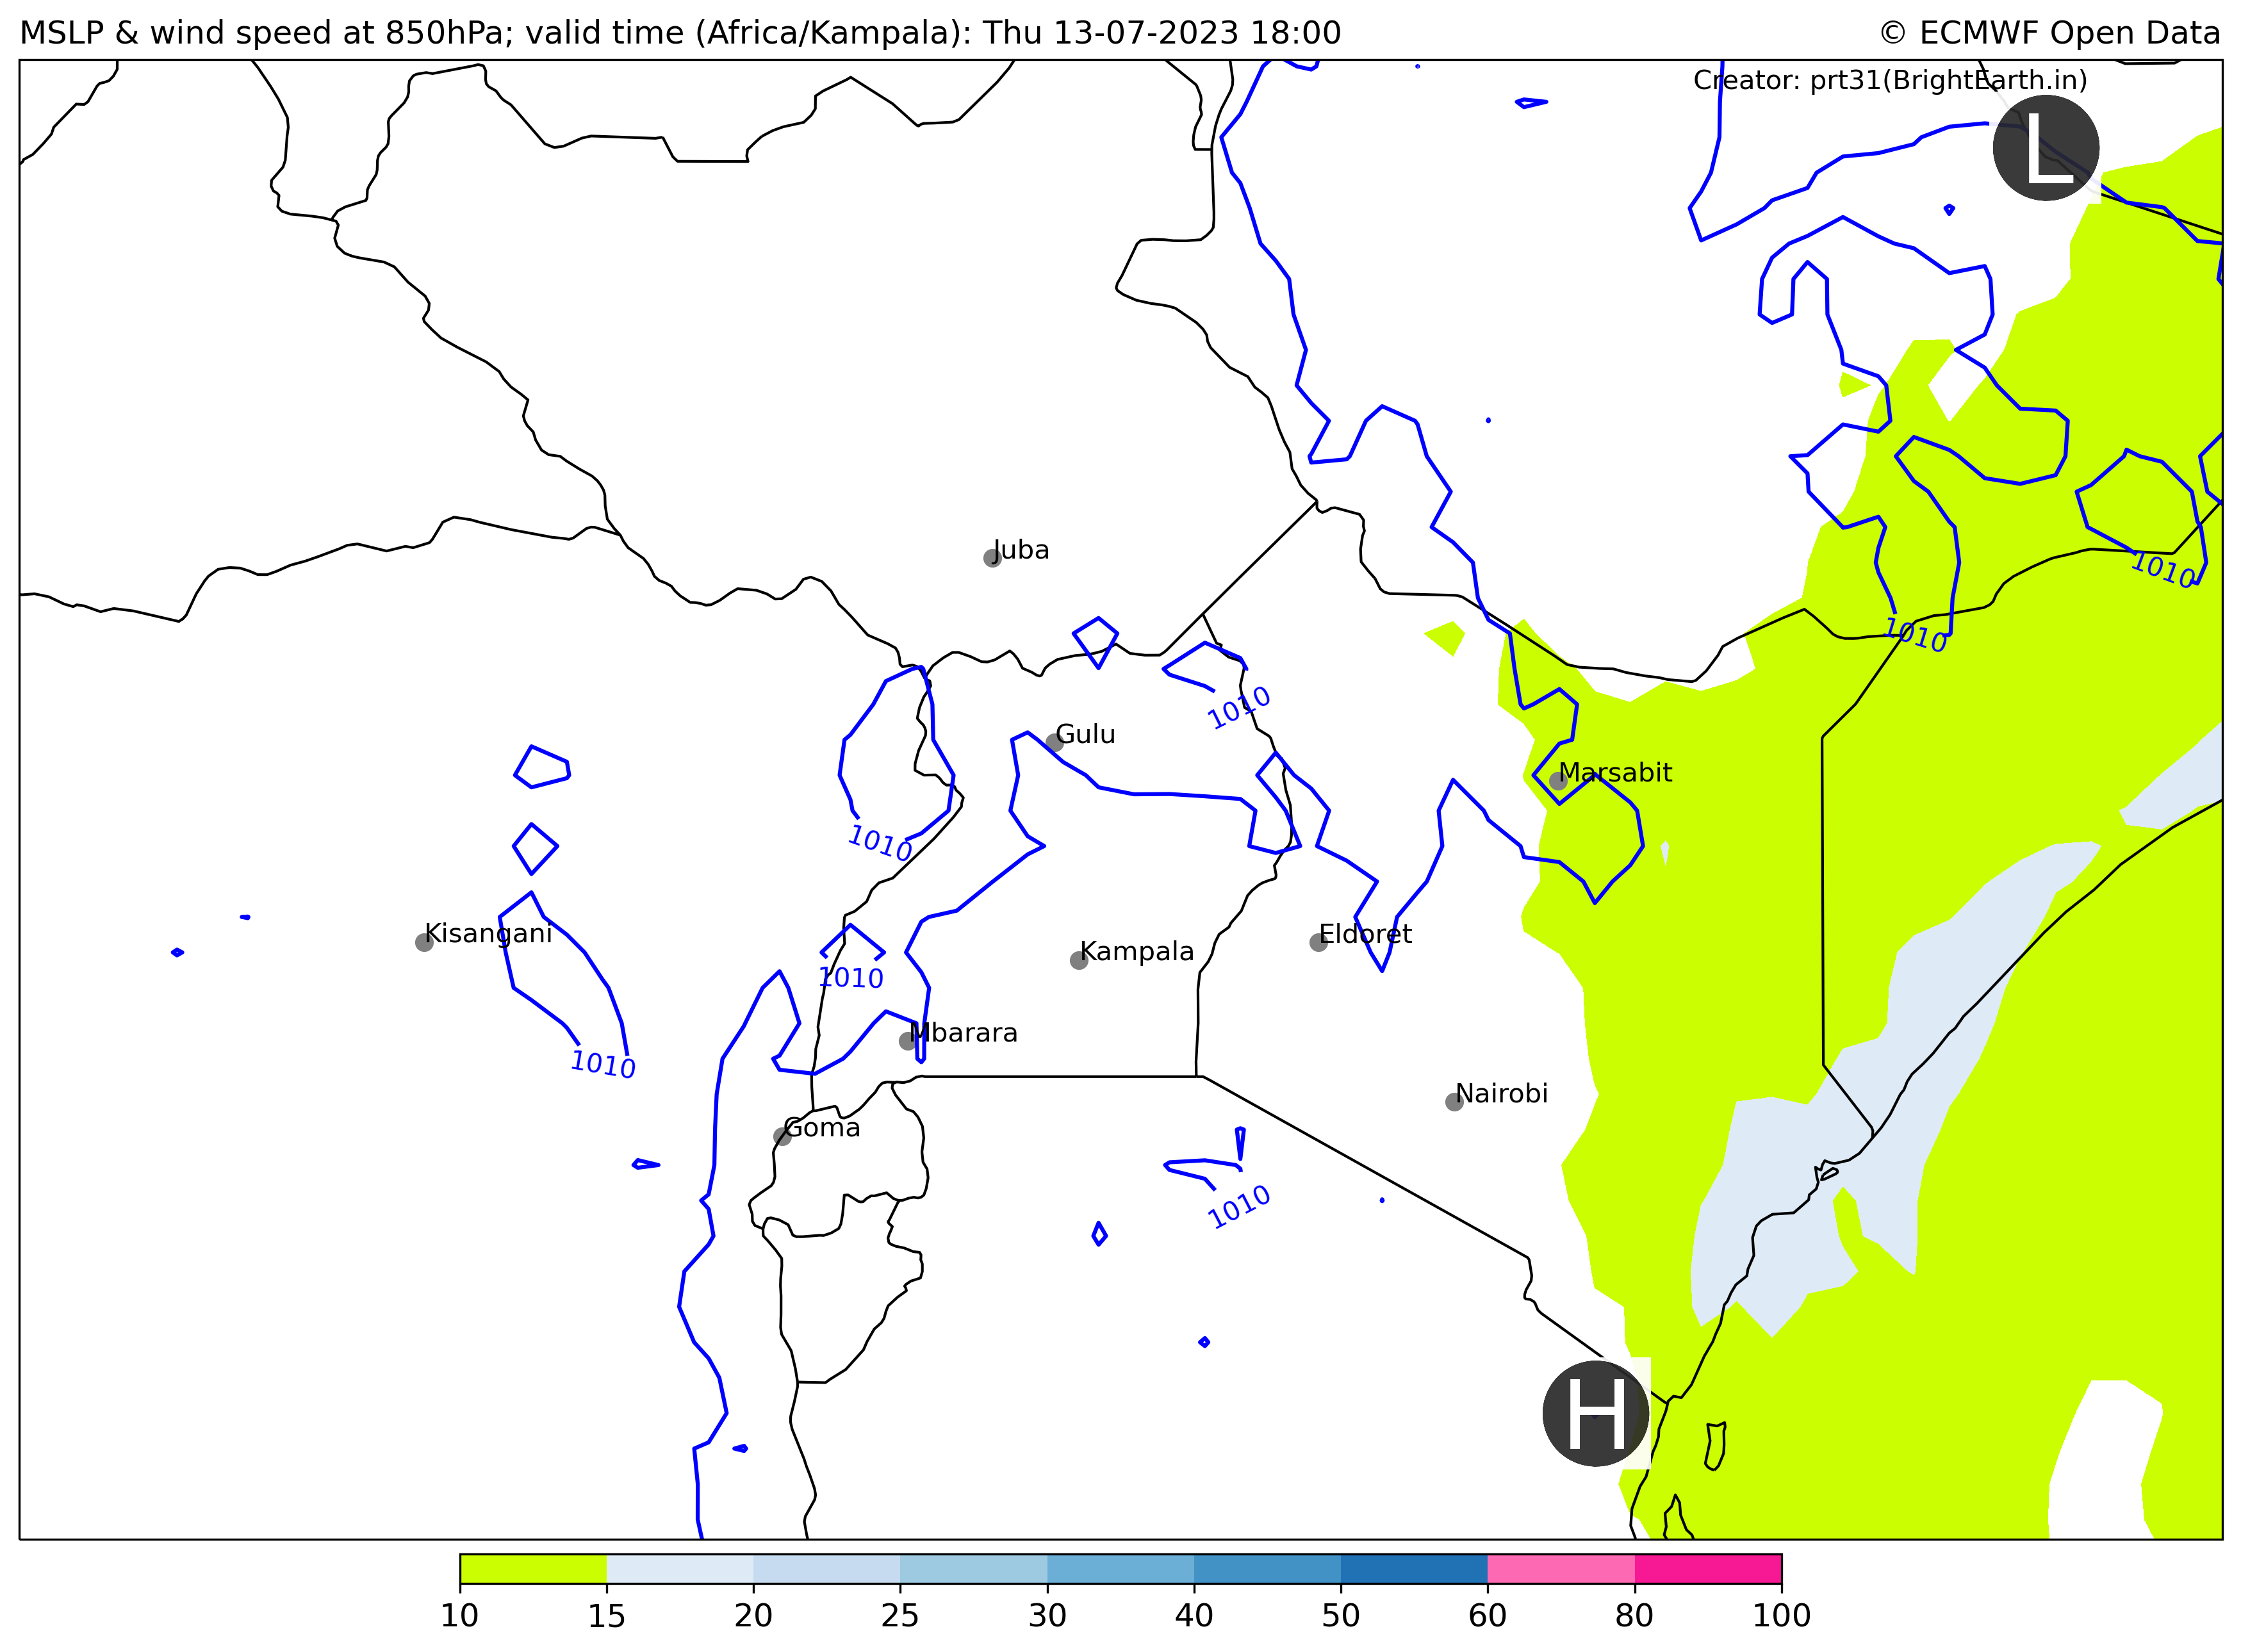 MSLP & wind speed at 850hPa; valid time (Africa/Kampala): Thu 13-07-2023 18:00
© ECMWF Open Data
Creator: prt31(BrightEarth.in)
L
Juba
1010
1010
1010
Gulu
Marsabit
1010
Kisangani
Eldoret
Kampala
1010
Mbarara
1010
Nairobi
Goma
1010
H
10 15 20 25 30 40 50 60 80 100